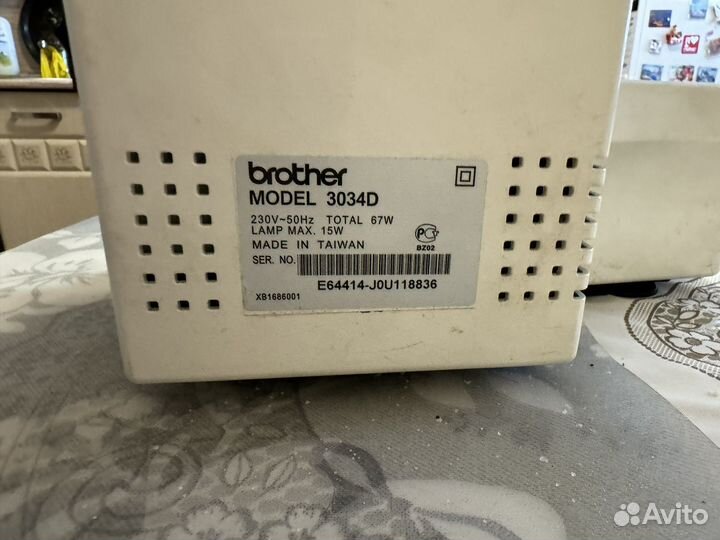 brother
MODEL 3034D
230V~50Hz TOTAL 67W
LAMP MAX. 15W
MADE IN TAIWAN
BZ02
SER. NO.
E64414-J0U118836
XB1686001
Avito